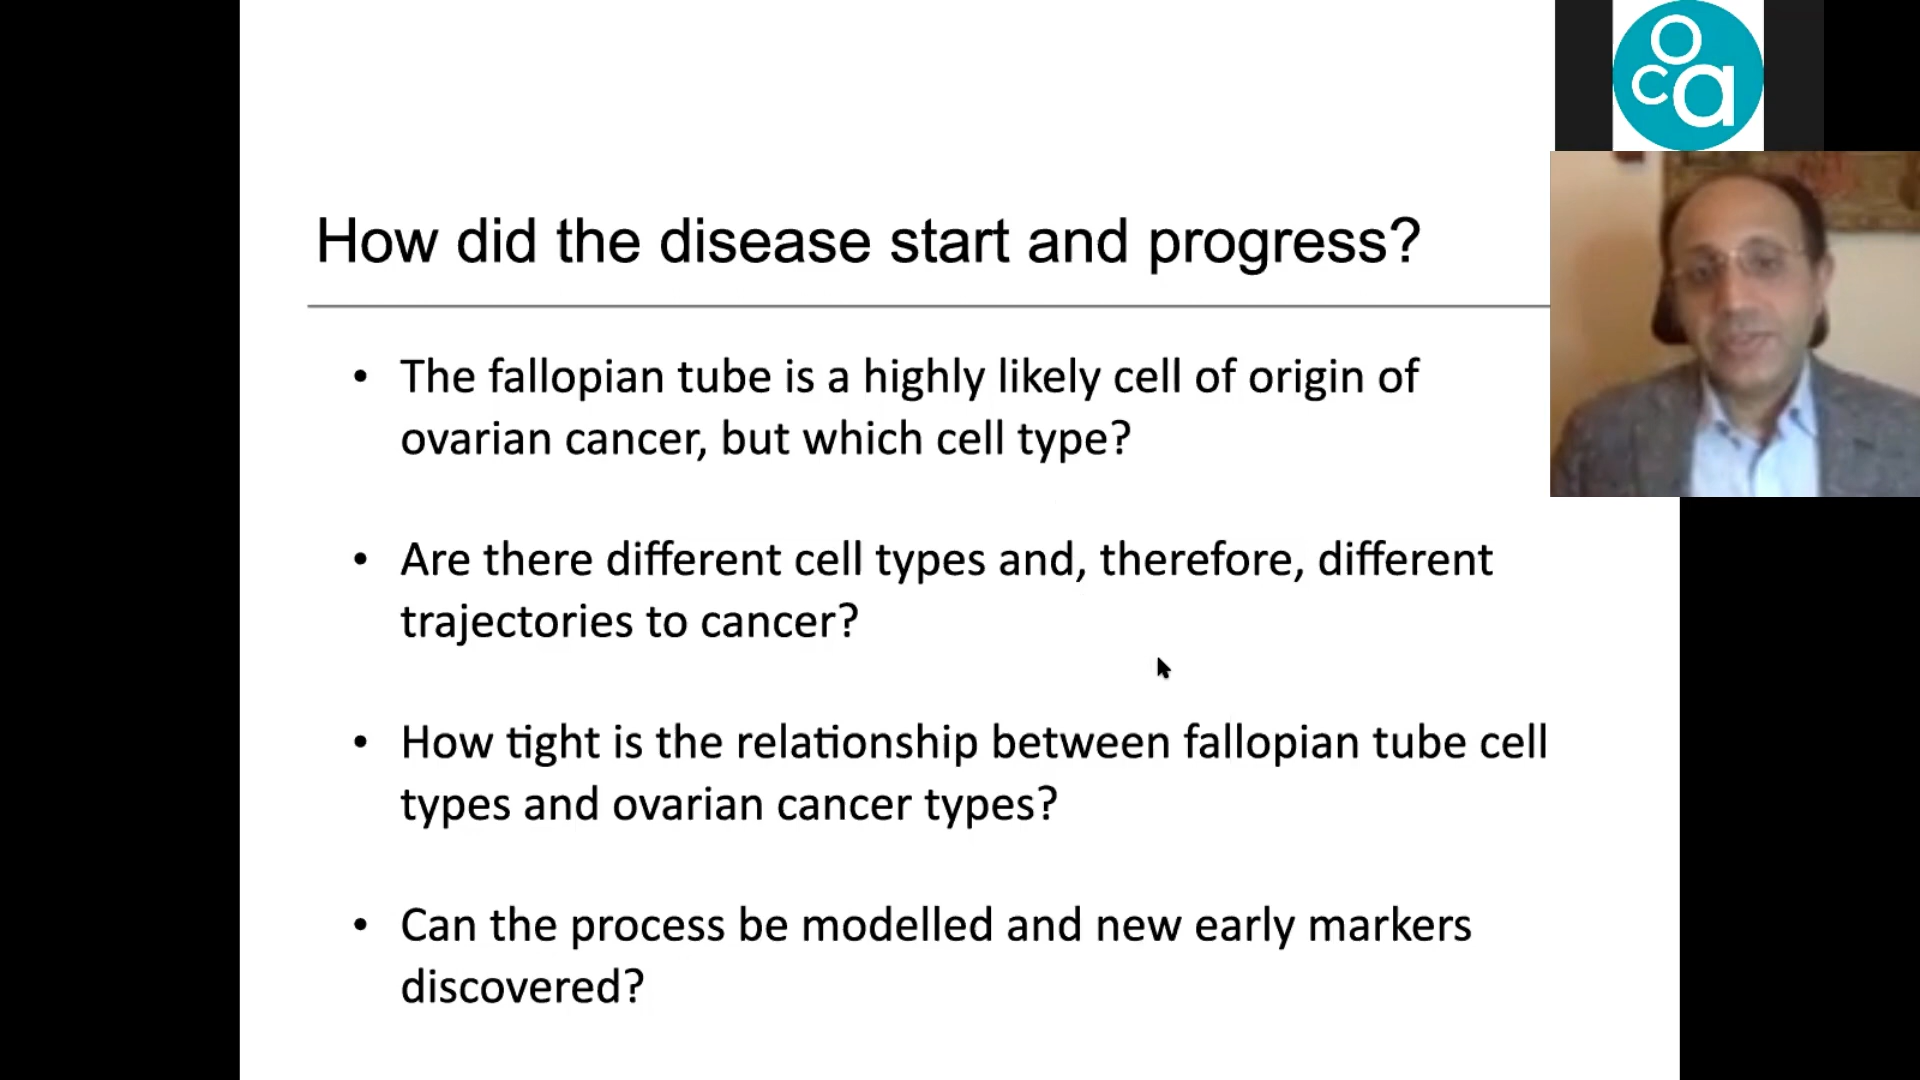 oca
How did the disease start and progress?
• The fallopian tube is a highly likely cell of origin of
ovarian cancer, but which cell type?
• Are there different cell types and, therefore, different
trajectories to cancer?
• How tight is the relationship between fallopian tube cell
types and ovarian cancer types?
• Can the process be modelled and new early markers
discovered?